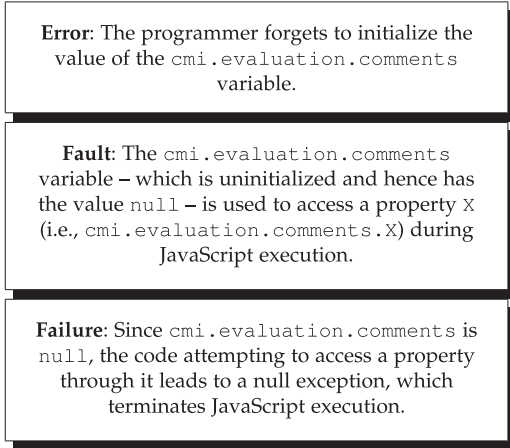 Error: The programmer forgets to initialize the
value of the cmi.evaluation.comments
variable.
Fault: The cmi.evaluation.comments
variable – which is uninitialized and hence has
the value null – is used to access a property X
(i.e., cmi.evaluation.comments.X) during
JavaScript execution.
Failure: Since cmi.evaluation.comments is
null, the code attempting to access a property
through it leads to a null exception, which
terminates JavaScript execution.